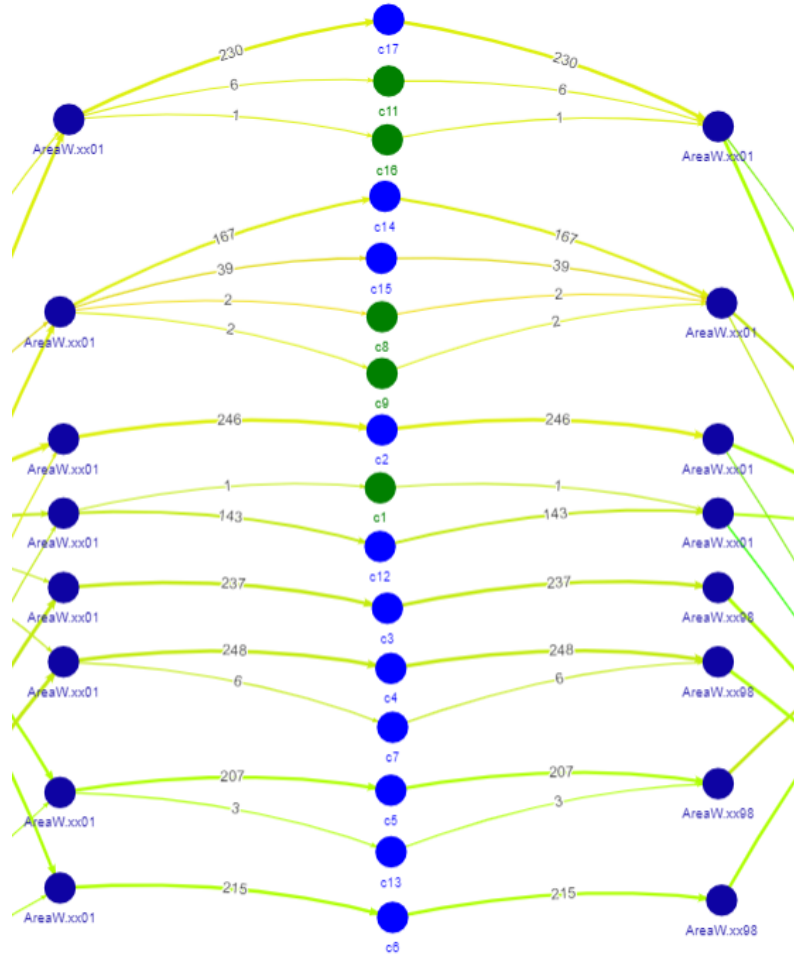 c17
230
230
6
6
c11
1
1
AreaW.xx01
AreaW.xx01
c16
c14
167
167
39
39
c15
2
2
2
2
AreaW.xx01
AreaW.xx01
c8
c9
246
246
c2
AreaW.xx01
AreaW.xx01
1
1
c1
143
143
AreaW.xx01
AreaW.xx01
c12
237
237
AreaW.xx01
AreaW.xx98
c3
248
248
c4
6
6
AreaW.xx01
AreaW.xx98
c7
207
207
3
3
c5
AreaW.xx01
AreaW.xx98
c13
215
215
AreaW.xx01
AreaW.xx98
c6